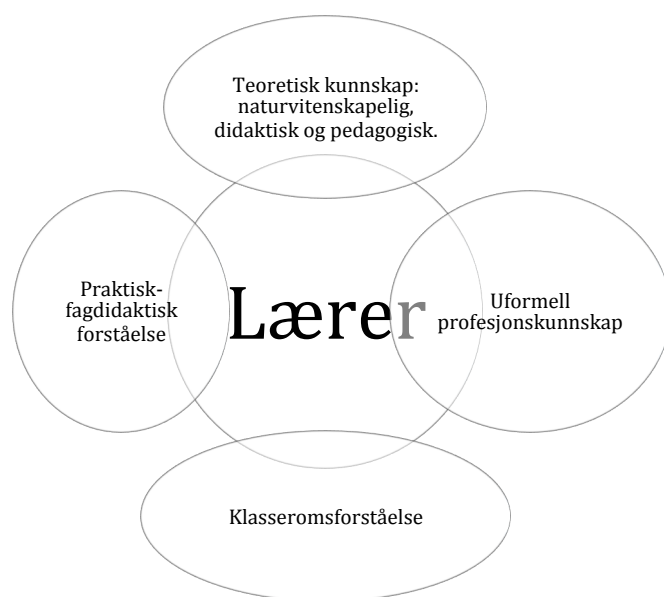 Teoretisk kunnskap:
naturvitenskapelig,
didaktisk og pedagogisk.
Praktisk-
fagdidaktisk
forståelse
Lærer
Uformell
profesjonskunnskap
Klasseromsforståelse